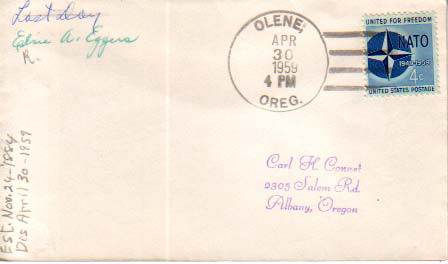 Last Day
Edna A. Eggers
R.
OLENE,
APR
30
1959
4 PM
OREG.
UNITED FOR FREEDOM
NATO
1949-1959
4¢
UNITED STATES POSTAGE
Carl H. Connet
2305 Salem Rd.
Albany, Oregon
Est. Nov. 24-1884
Dis April 30-1959